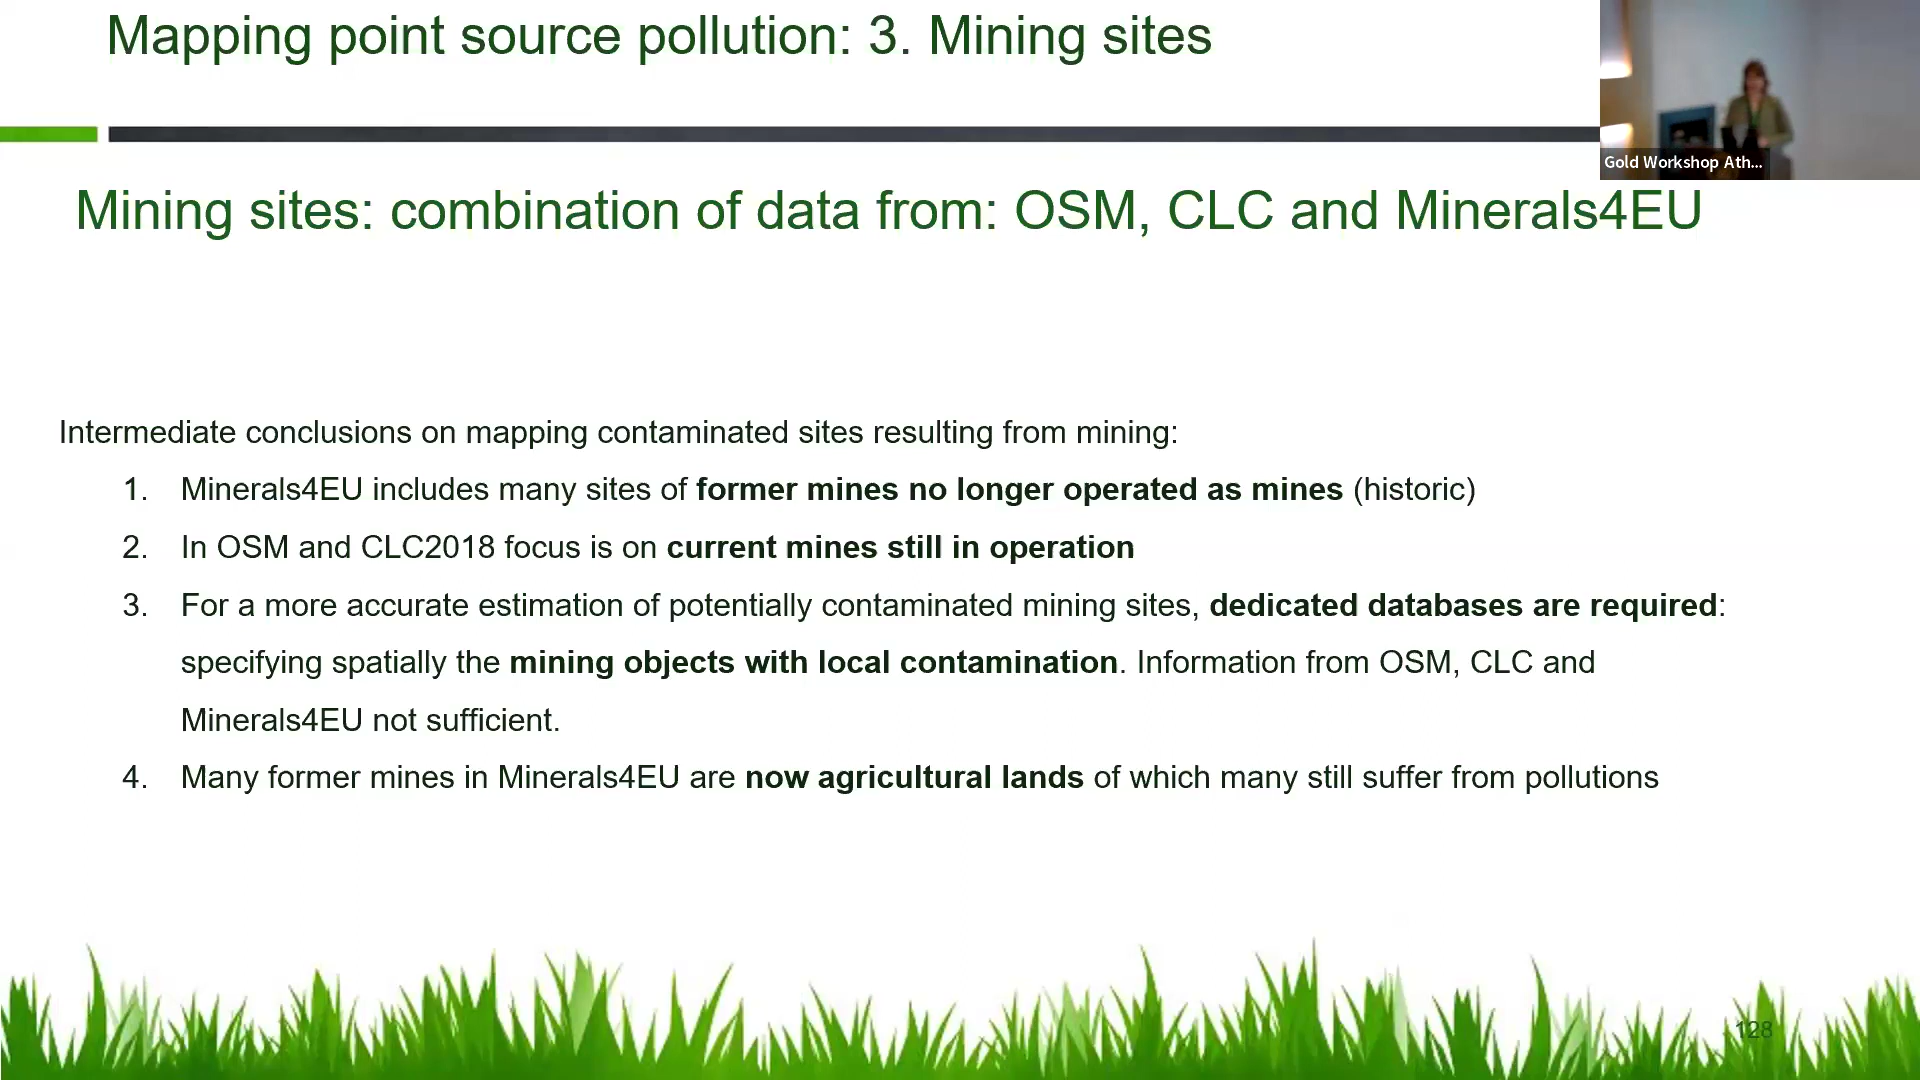 Mapping point source pollution: 3. Mining sites
Gold Workshop Ath...
Mining sites: combination of data from: OSM, CLC and Minerals4EU
Intermediate conclusions on mapping contaminated sites resulting from mining:
1. Minerals4EU includes many sites of former mines no longer operated as mines (historic)
2. In OSM and CLC2018 focus is on current mines still in operation
3. For a more accurate estimation of potentially contaminated mining sites, dedicated databases are required:
specifying spatially the mining objects with local contamination. Information from OSM, CLC and
Minerals4EU not sufficient.
4. Many former mines in Minerals4EU are now agricultural lands of which many still suffer from pollutions
128